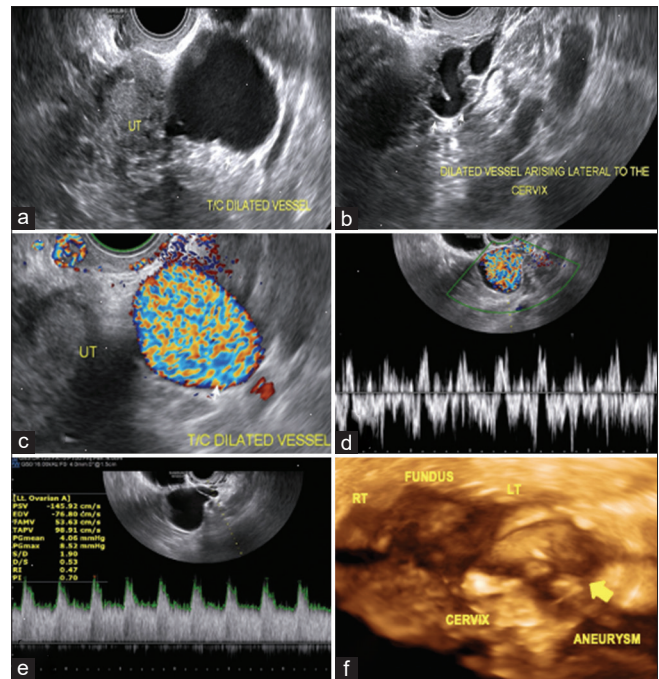 UT
T/C DILATED VESSEL
a
DILATED VESSEL ARISING LATERAL TO THE
CERVIX
b
UT
T/C DILATED VESSEL
c
d
[Lt. Ovarian A]
PSV -145.92 cm/s
EDV -76.80 cm/s
TAMV 53.63 cm/s
TAPV 98.91 cm/s
PGmean 4.06 mmHg
PGmax 8.52 mmHg
S/D 1.90
D/S 0.53
RI 0.47
PI 0.70
e
FUNDUS
RT
LT
CERVIX
ANEURYSM
f